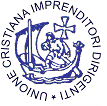 UNIONE CRISTIANA IMPRENDITORI DIRIGENTI *